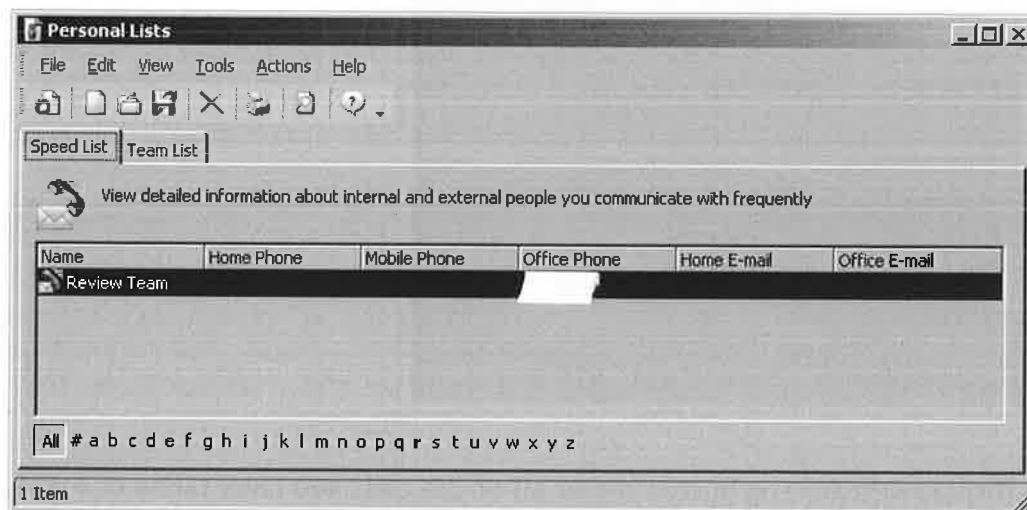 Personal Lists
File Edit View Tools Actions Help
Speed List Team List
View detailed information about internal and external people you communicate with frequently
Name Home Phone Mobile Phone Office Phone Home E-mail Office E-mail
Review Team
All # a b c d e f g h i j k l m n o p q r s t u v w x y z
1 Item